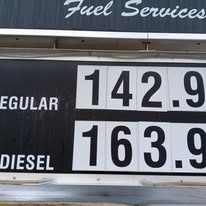 Fuel Services
EGULAR 142.9
DIESEL 163.9